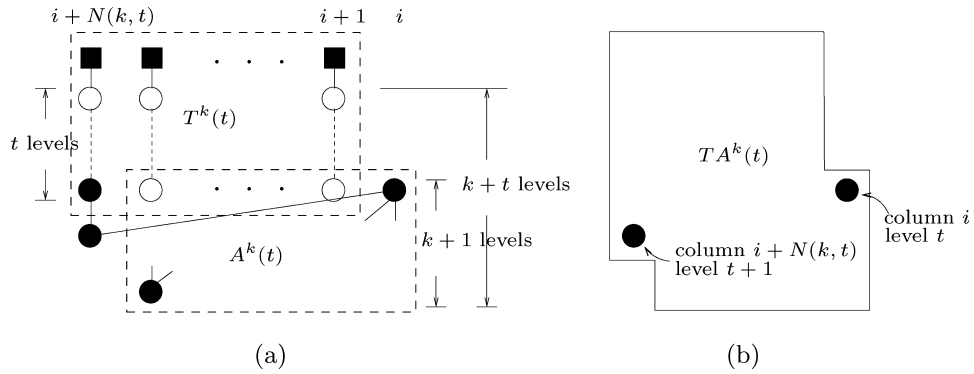 i + N(k, t) i + 1 i
T^k(t)
t levels
k + t levels
k + 1 levels
A^k(t)
(a)
TA^k(t)
column i
level t
column i + N(k, t)
level t + 1
(b)